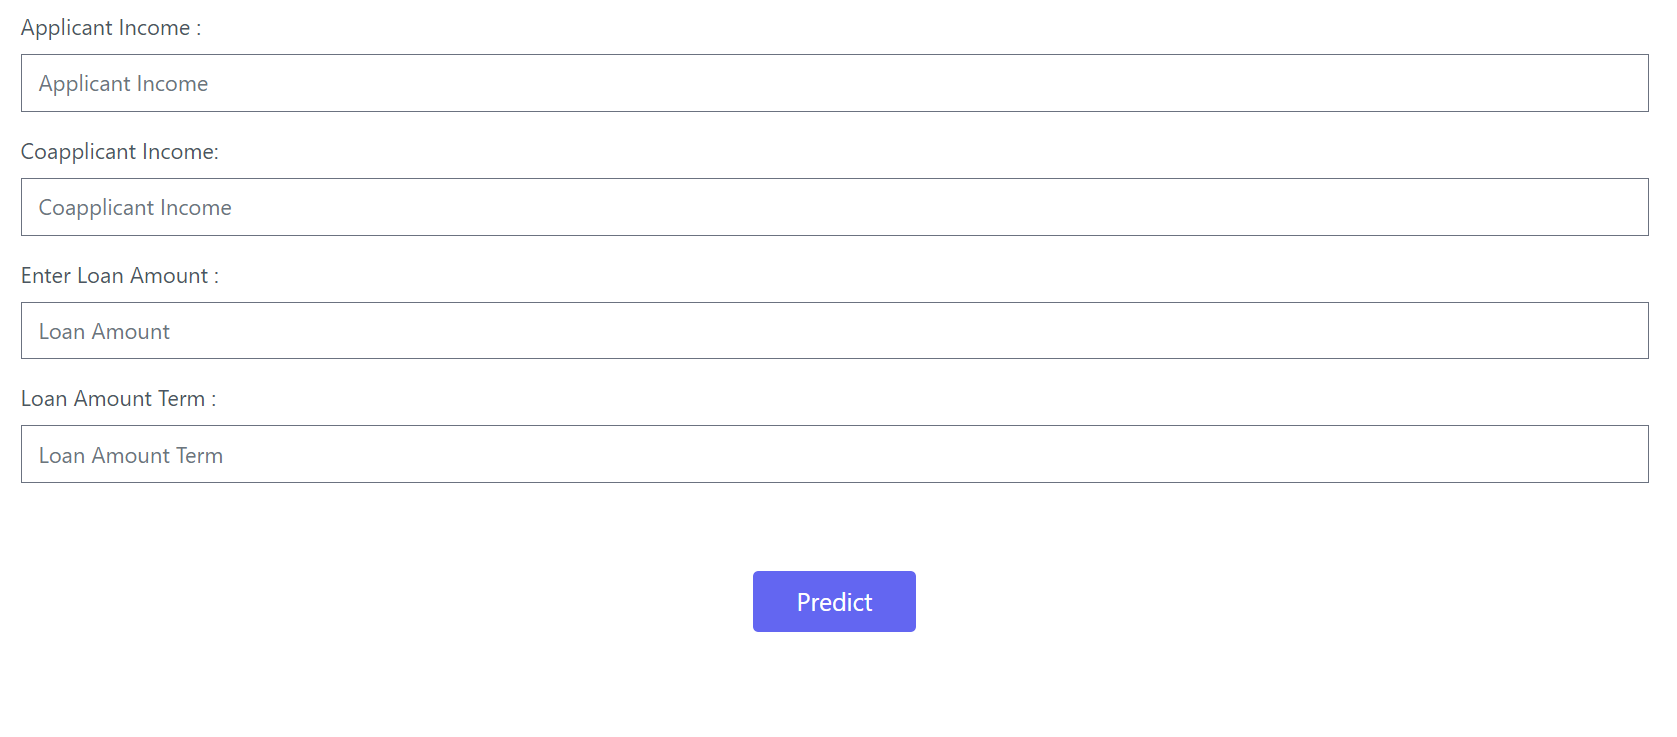 Applicant Income :
Applicant Income
Coapplicant Income:
Coapplicant Income
Enter Loan Amount :
Loan Amount
Loan Amount Term :
Loan Amount Term
Predict